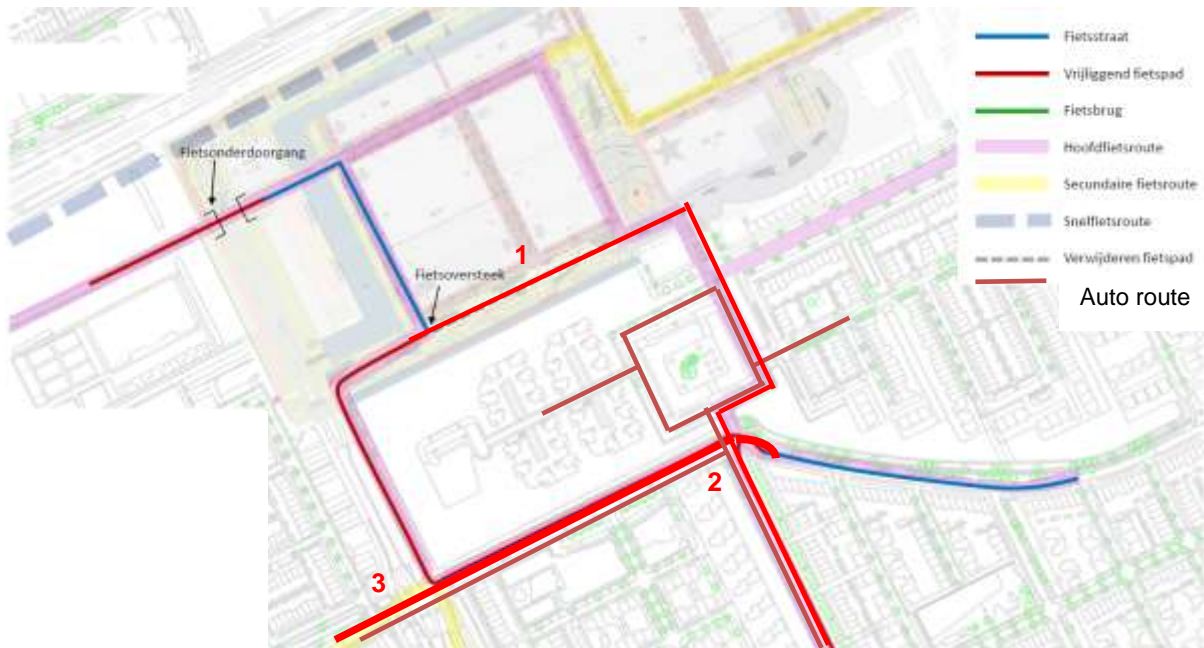 Fietsstraat
Vrijliggend fietspad
Fietsbrug
Hoofdfietsroute
Secundaire fietsroute
Snelfietsroute
Verwijderen fietspad
Auto route
Fietsonderdoorgang
1
Fietsoversteek
2
3